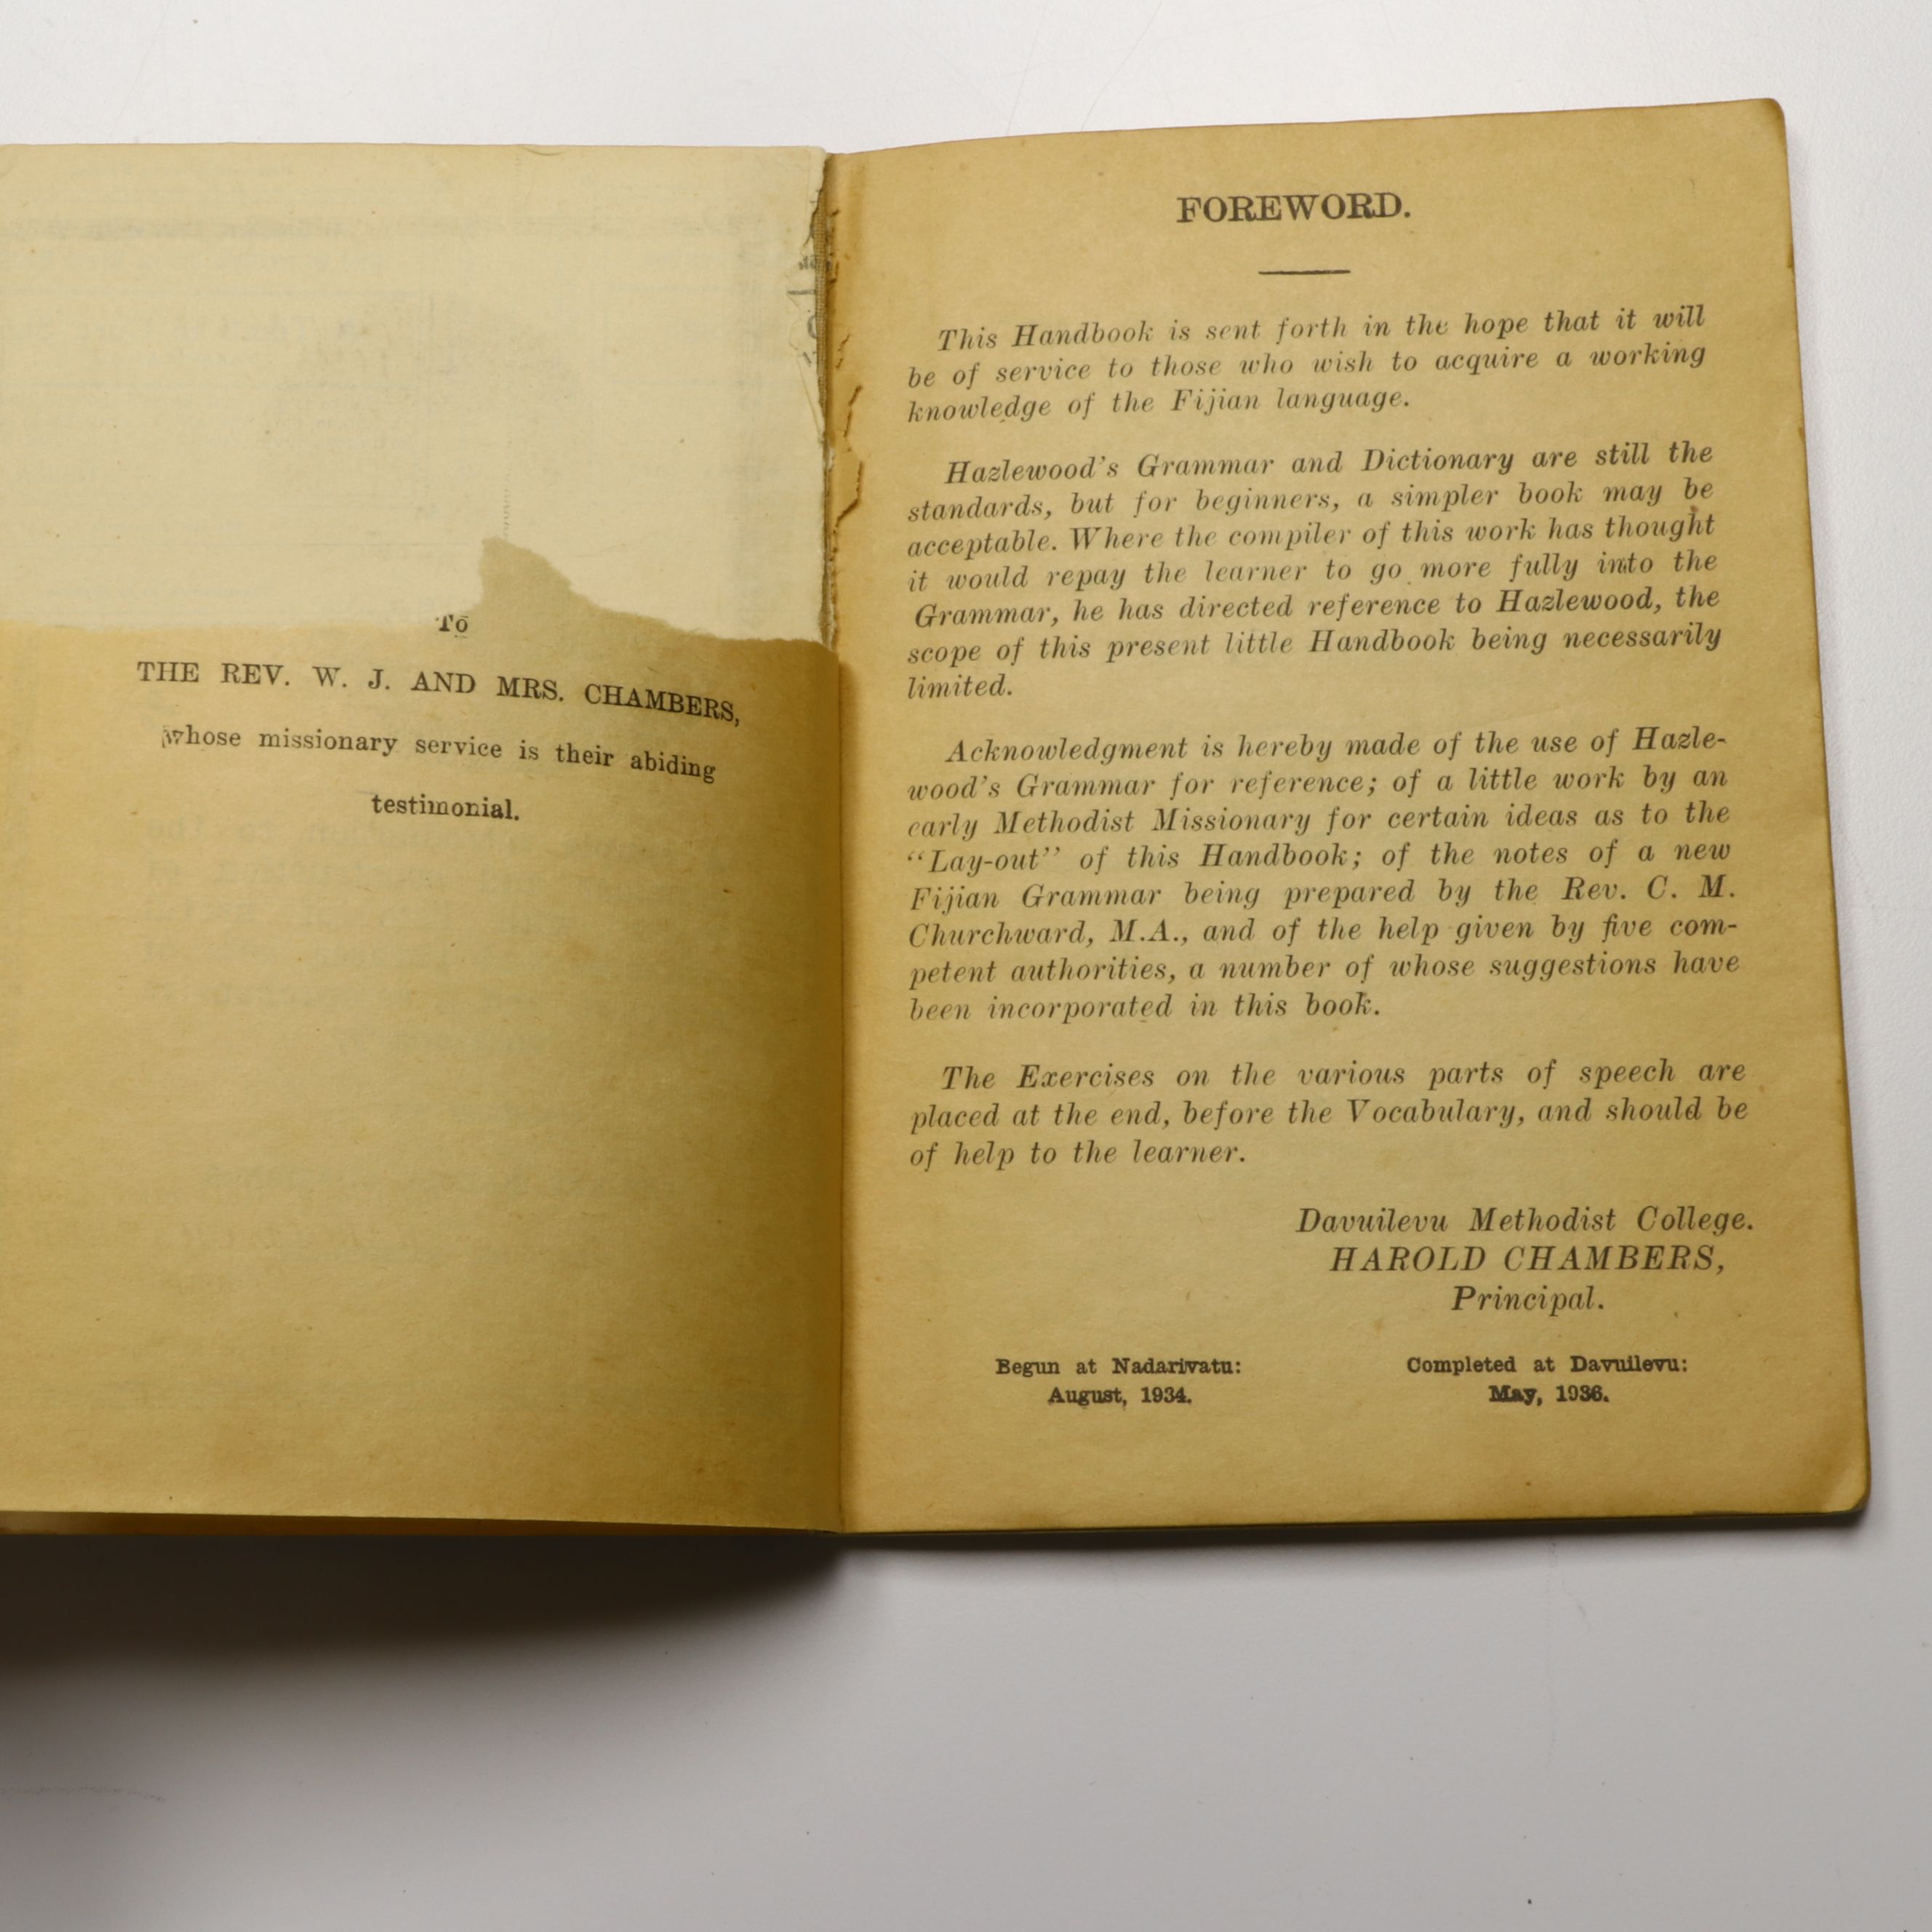 To
THE REV. W. J. AND MRS. CHAMBERS,
whose missionary service is their abiding
testimonial.
FOREWORD.
This Handbook is sent forth in the hope that it will
be of service to those who wish to acquire a working
knowledge of the Fijian language.
Hazlewood's Grammar and Dictionary are still the
standards, but for beginners, a simpler book may be
acceptable. Where the compiler of this work has thought
it would repay the learner to go more fully into the
Grammar, he has directed reference to Hazlewood, the
scope of this present little Handbook being necessarily
limited.
Acknowledgment is hereby made of the use of Hazle-
wood's Grammar for reference; of a little work by an
early Methodist Missionary for certain ideas as to the
"Lay-out" of this Handbook; of the notes of a new
Fijian Grammar being prepared by the Rev. C. M.
Churchward, M.A., and of the help given by five com-
petent authorities, a number of whose suggestions have
been incorporated in this book.
The Exercises on the various parts of speech are
placed at the end, before the Vocabulary, and should be
of help to the learner.
Davuilevu Methodist College.
HAROLD CHAMBERS,
Principal.
Begun at Nadarivatu:
August, 1934.
Completed at Davuilevu:
May, 1936.